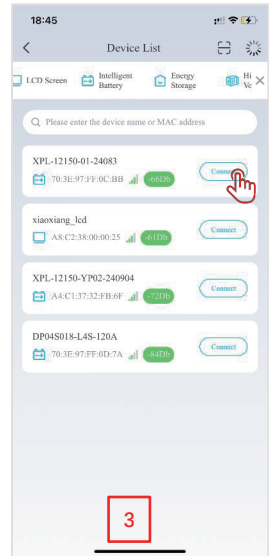 18:45
Device List
LCD Screen
Intelligent Battery
Energy Storage
Hi
Please enter the device name or MAC address
XPL-12150-01-24083
70:3E:97:FF:0C:BB -66Db
Connect
xiaoxiang_lcd
A8:C2:38:00:00:25 -61Db
Connect
XPL-12150-YP02-240904
A4:C1:37:32:FB:6F -72Db
Connect
DP04S018-L4S-120A
70:3E:97:FF:0D:7A -84Db
Connect
3